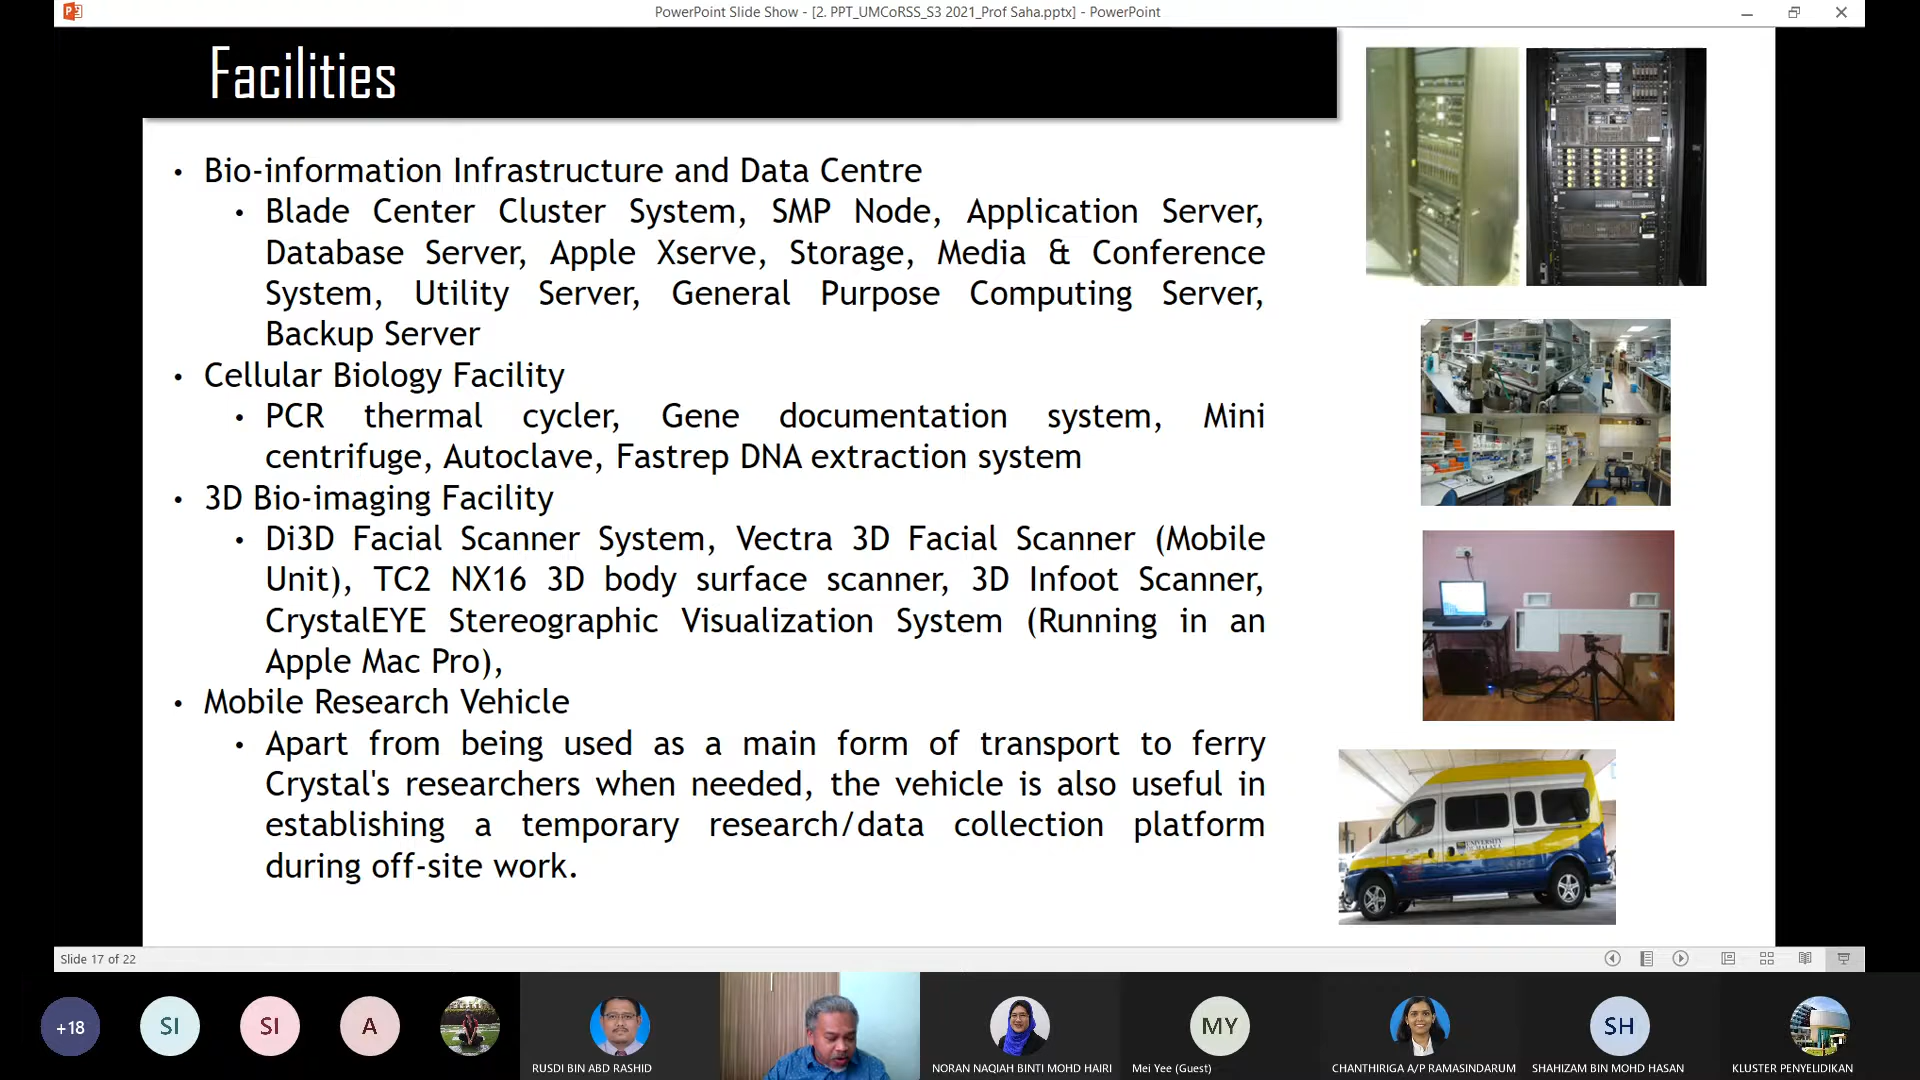 PowerPoint Slide Show - [2. PPT_UMCoRSS_S3 2021_Prof Saha.pptx] - PowerPoint
Facilities
• Bio-information Infrastructure and Data Centre
• Blade Center Cluster System, SMP Node, Application Server,
Database Server, Apple Xserve, Storage, Media & Conference
System, Utility Server, General Purpose Computing Server,
Backup Server
• Cellular Biology Facility
• PCR thermal cycler, Gene documentation system, Mini
centrifuge, Autoclave, Fastrep DNA extraction system
• 3D Bio-imaging Facility
• Di3D Facial Scanner System, Vectra 3D Facial Scanner (Mobile
Unit), TC2 NX16 3D body surface scanner, 3D Infoot Scanner,
CrystalEYE Stereographic Visualization System (Running in an
Apple Mac Pro),
• Mobile Research Vehicle
• Apart from being used as a main form of transport to ferry
Crystal's researchers when needed, the vehicle is also useful in
establishing a temporary research/data collection platform
during off-site work.
UNIVERSITY
OF MALAYA
Slide 17 of 22
+18
SI
SI
A
MY
SH
RUSDI BIN ABD RASHID
NORAN NAQIAH BINTI MOHD HAIRI
Mei Yee (Guest)
CHANTHIRIGA A/P RAMASINDARUM
SHAHIZAM BIN MOHD HASAN
KLUSTER PENYELIDIKAN